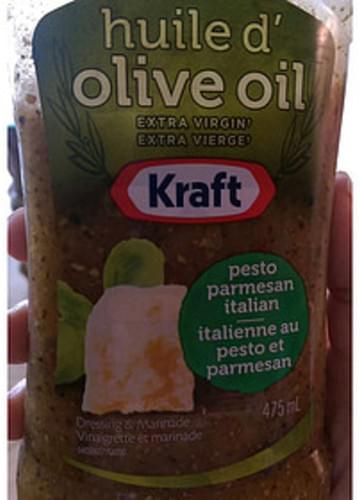 huile d'
olive oil
EXTRA VIRGIN†
EXTRA VIERGE†
Kraft
pesto
parmesan
italian
italienne au
pesto et
parmesan
475 mL
Dressing & Marinade
Vinaigrette et marinade